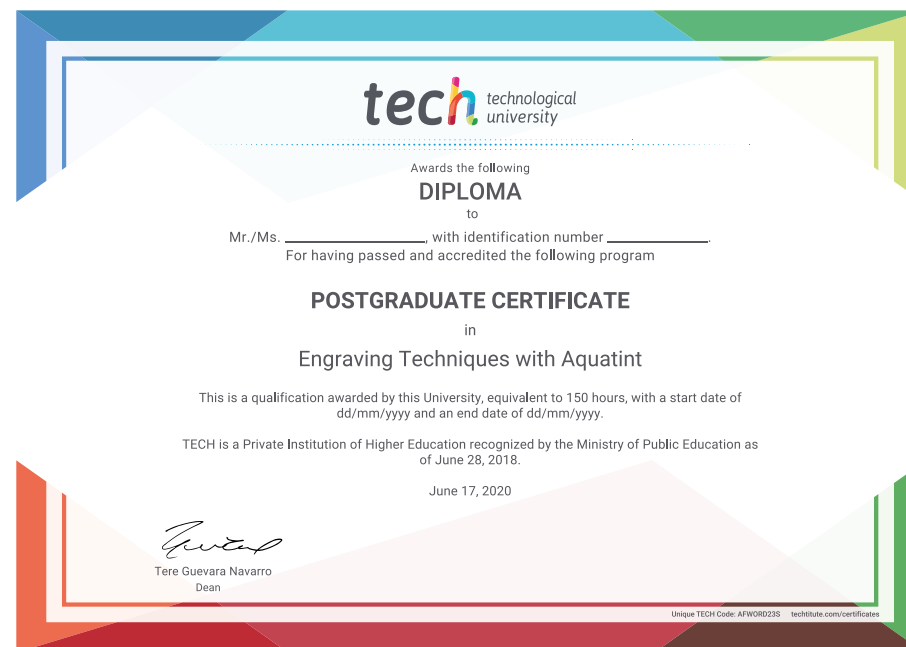 tech technological
university
Awards the following
DIPLOMA
to
Mr./Ms. ____________________, with identification number ______________.
For having passed and accredited the following program
POSTGRADUATE CERTIFICATE
in
Engraving Techniques with Aquatint
This is a qualification awarded by this University, equivalent to 150 hours, with a start date of
dd/mm/yyyy and an end date of dd/mm/yyyy.
TECH is a Private Institution of Higher Education recognized by the Ministry of Public Education as
of June 28, 2018.
June 17, 2020
Tere Guevara Navarro
Dean
Unique TECH Code: AFWORD23S techtitute.com/certificates